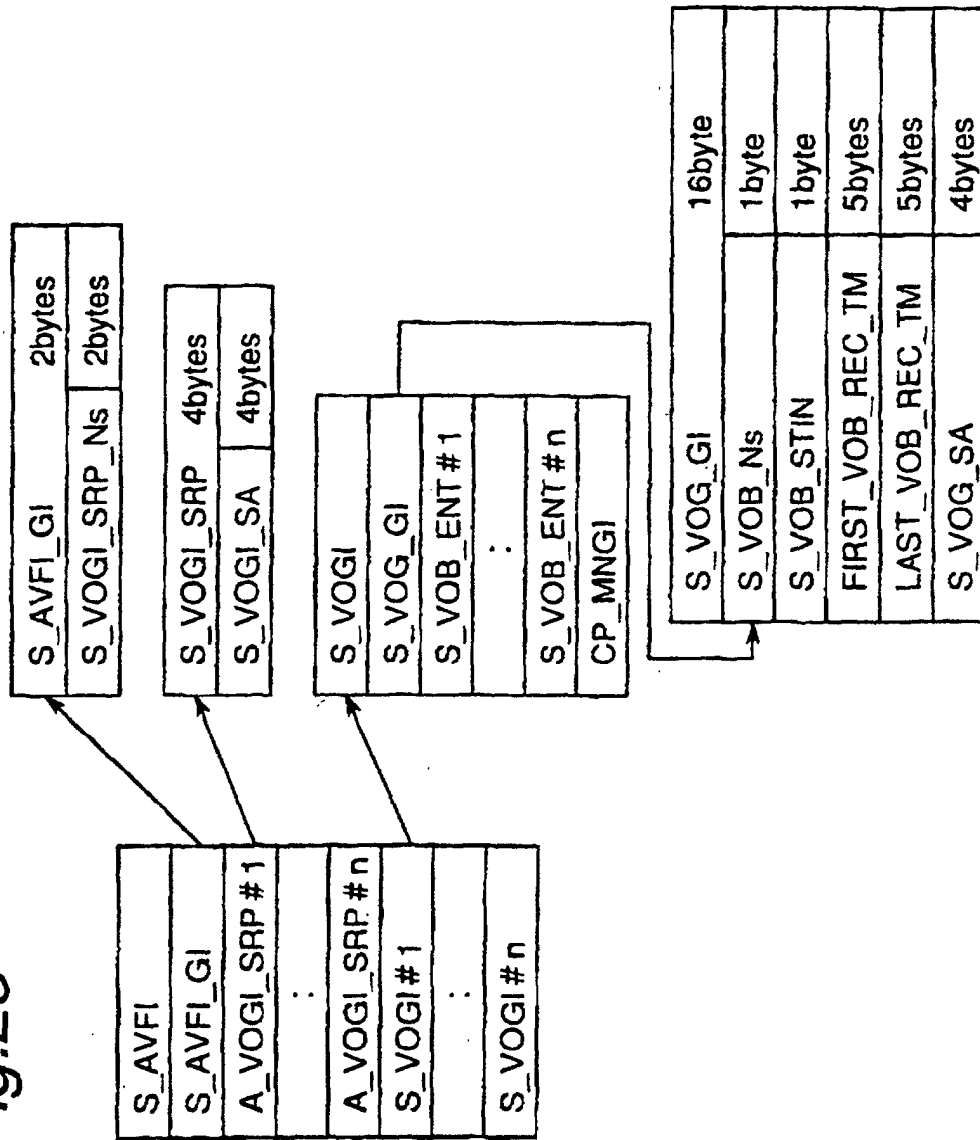 S_AVFI
S_AVFI_GI
A_VOGI_SRP#1
:
A_VOGI_SRP#n
S_VOGI#1
:
S_VOGI#n
S_AVFI_GI 2bytes
S_VOGI_SRP_Ns 2bytes
S_VOGI_SRP 4bytes
S_VOGI_SA 4bytes
S_VOGI
S_VOG_GI
S_VOB_ENT#1
:
S_VOB_ENT#n
CP_MNGI
S_VOG_GI 16byte
S_VOB_Ns 1byte
S_VOB_STIN 1byte
FIRST_VOB_REC_TM 5bytes
LAST_VOB_REC_TM 5bytes
S_VOG_SA 4bytes